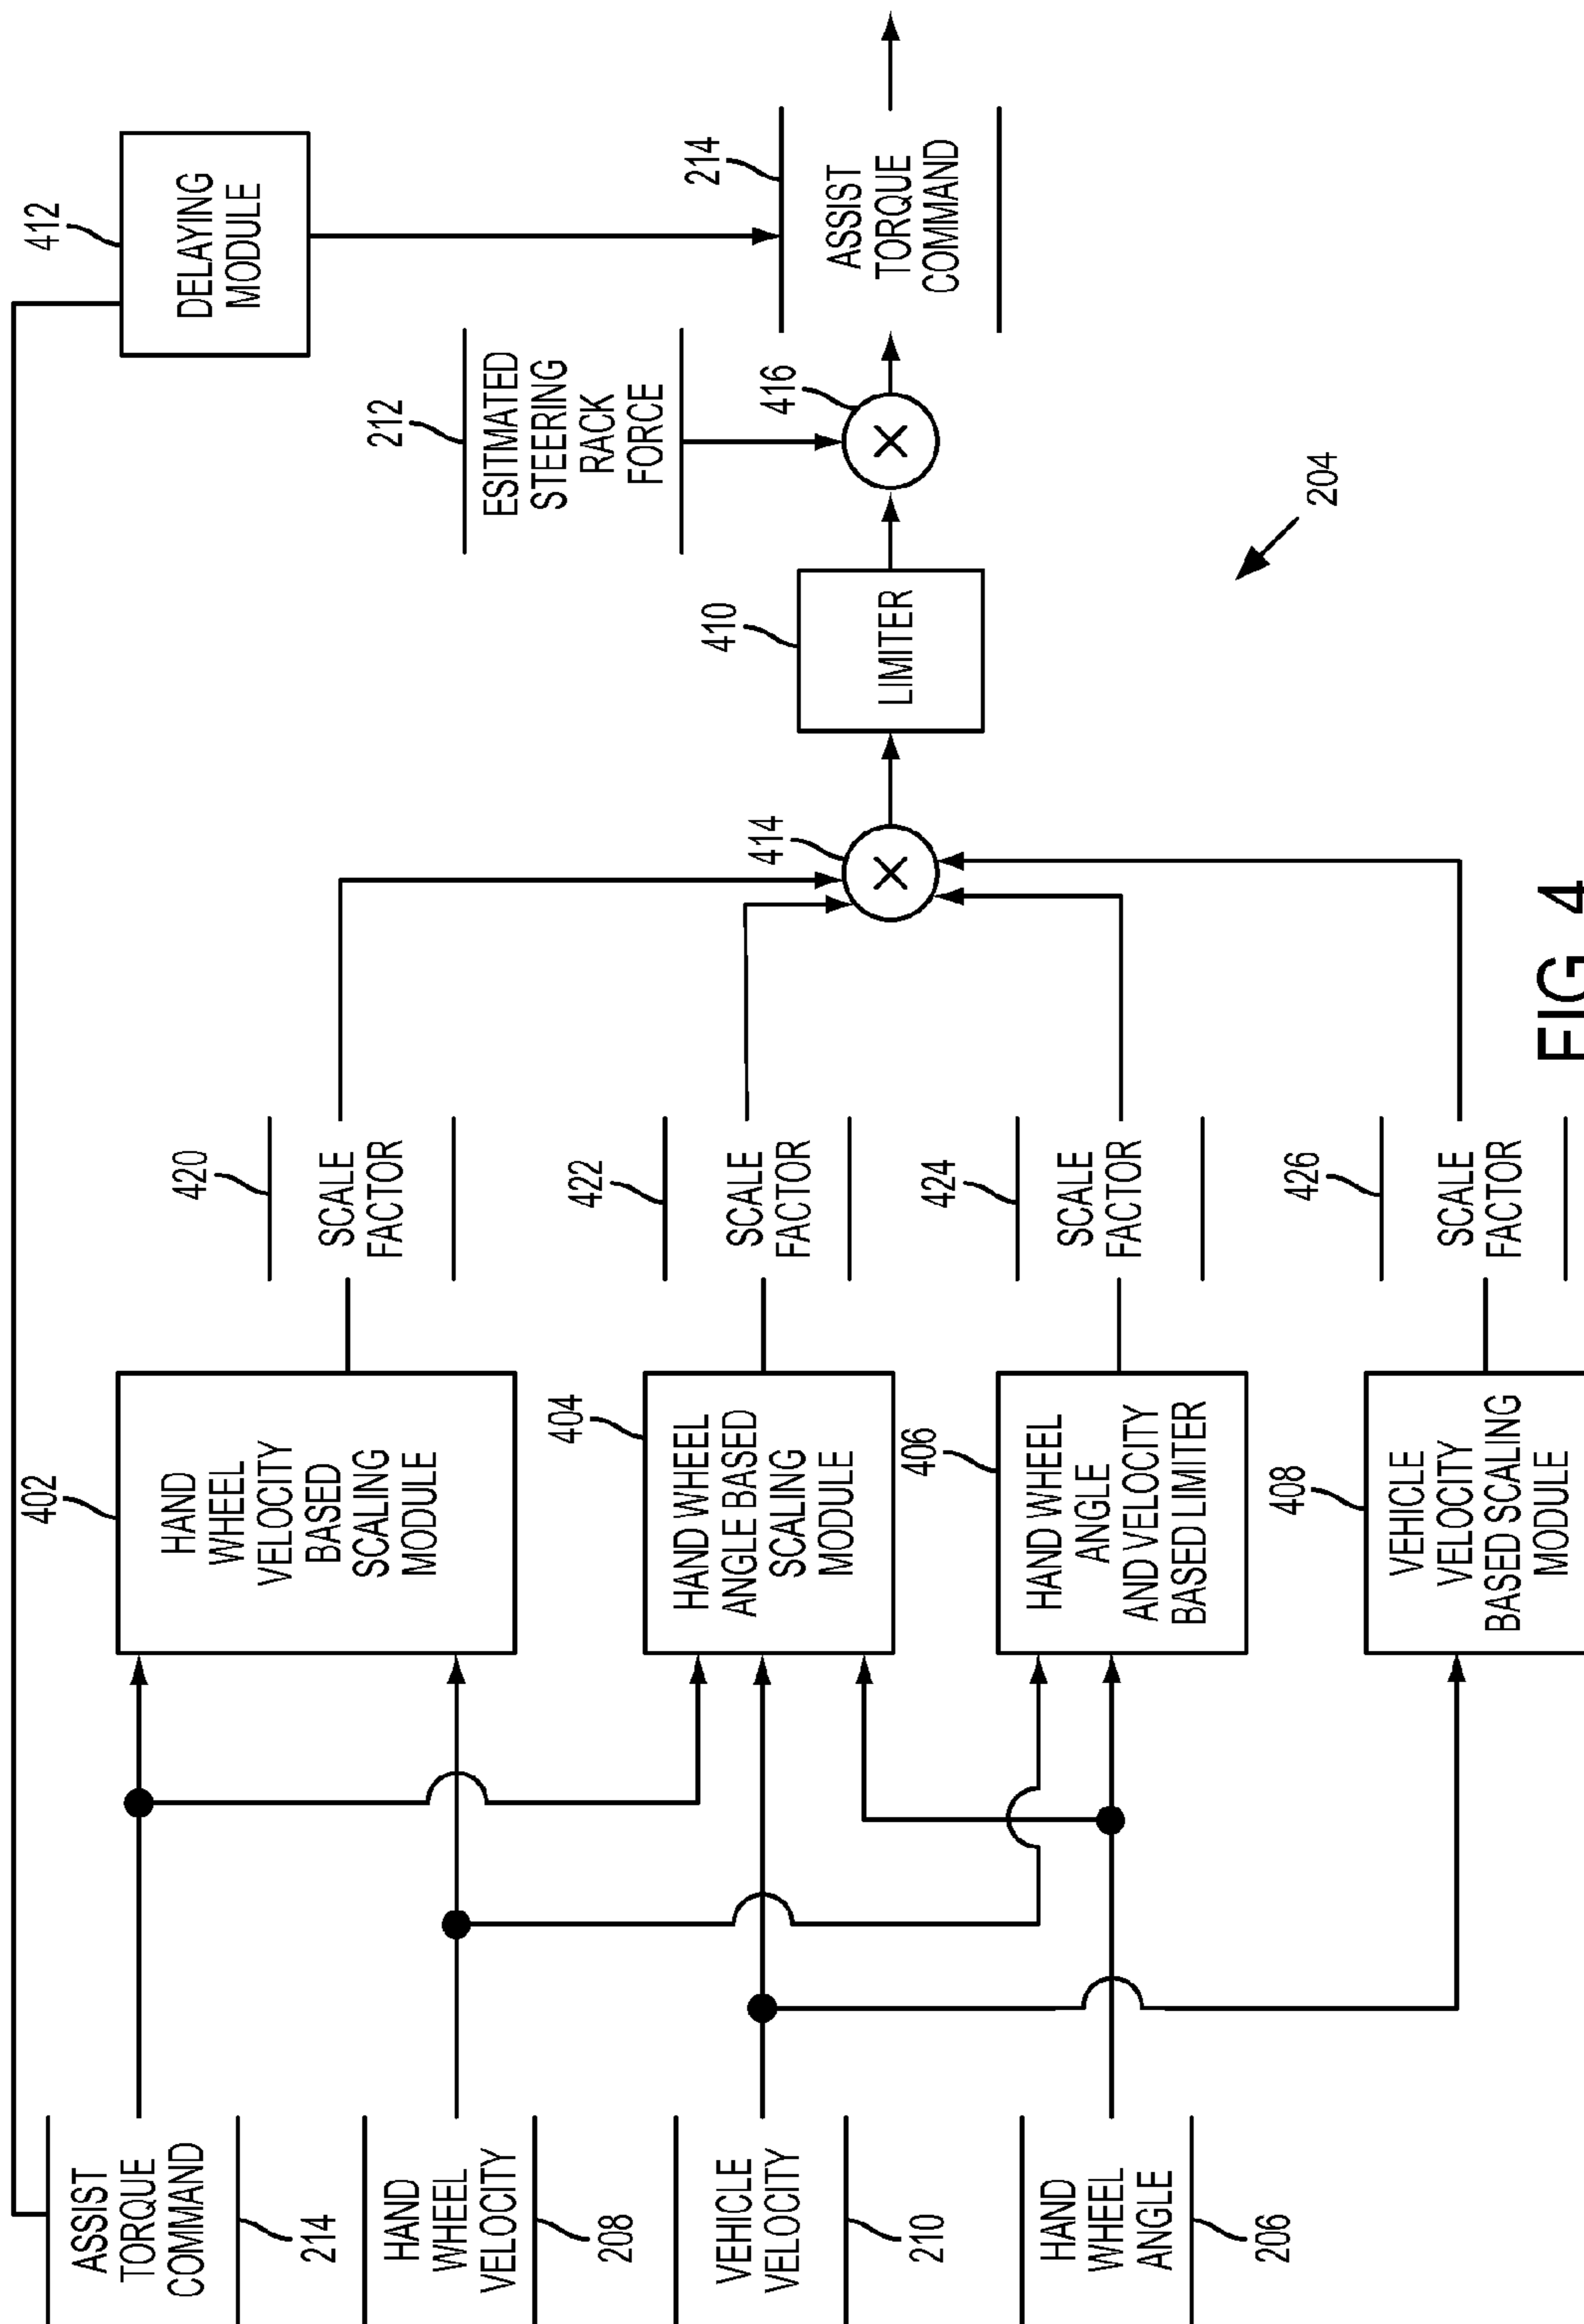 ASSIST
TORQUE
COMMAND
214
HAND
WHEEL
VELOCITY
208
VEHICLE
VELOCITY
210
HAND
WHEEL
ANGLE
206
402
HAND
WHEEL
VELOCITY
BASED
SCALING
MODULE
404
HAND WHEEL
ANGLE BASED
SCALING
MODULE
406
HAND WHEEL
ANGLE
AND VELOCITY
BASED LIMITER
408
VEHICLE
VELOCITY
BASED SCALING
MODULE
420
SCALE
FACTOR
422
SCALE
FACTOR
424
SCALE
FACTOR
426
SCALE
FACTOR
414
×
410
LIMITER
212
ESITMATED
STEERING
RACK
FORCE
416
×
412
DELAYING
MODULE
214
ASSIST
TORQUE
COMMAND
204
FIG. 4